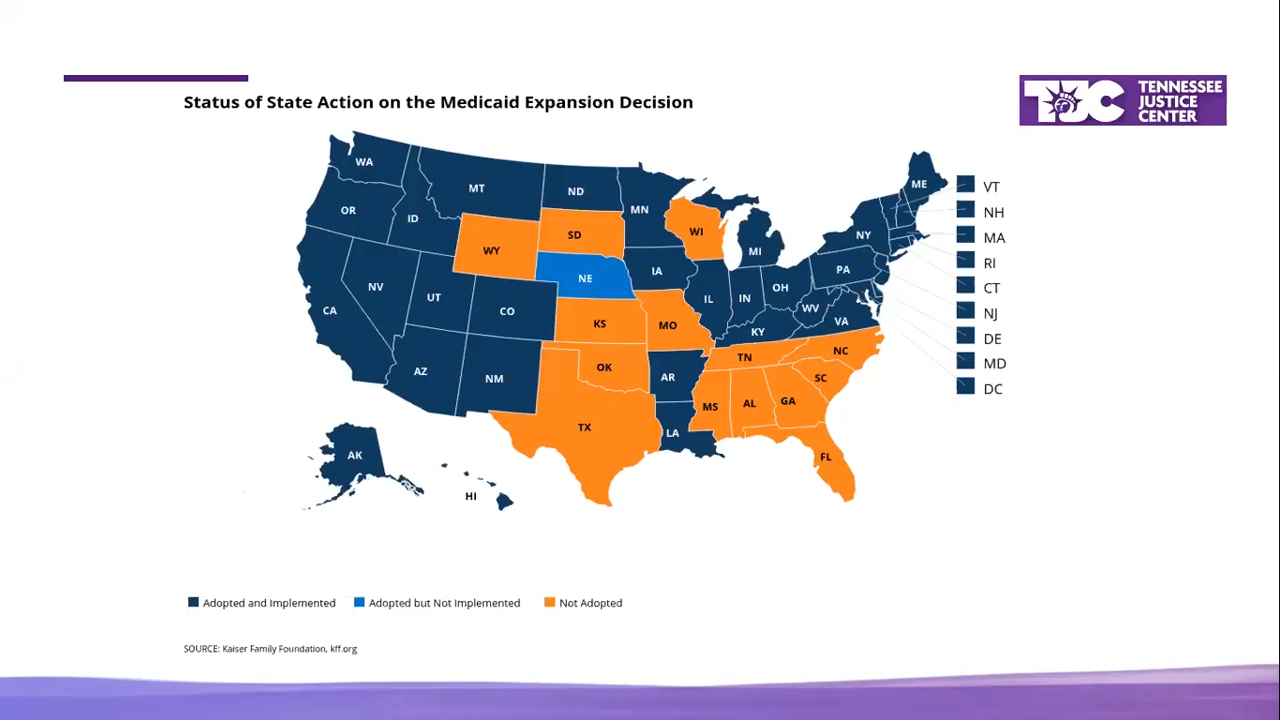 Status of State Action on the Medicaid Expansion Decision
TJC
TENNESSEE
JUSTICE
CENTER
WA
MT
ND
MN
OR
ID
WY
SD
WI
MI
NY
ME
NV
UT
CO
NE
IA
IL
IN
OH
PA
WV
VA
KY
CA
AZ
NM
KS
MO
OK
AR
TN
NC
SC
TX
LA
MS
AL
GA
FL
AK
HI
VT
NH
MA
RI
CT
NJ
DE
MD
DC
Adopted and Implemented
Adopted but Not Implemented
Not Adopted
SOURCE: Kaiser Family Foundation, kff.org